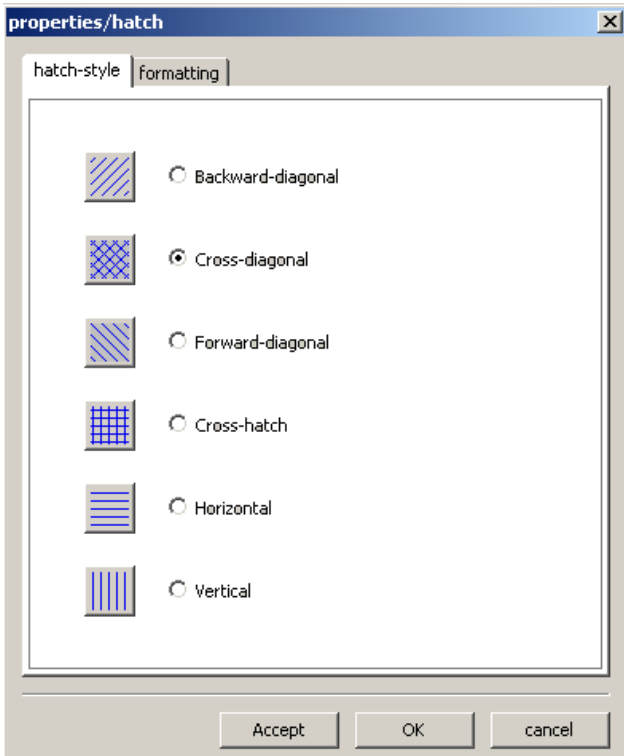 properties/hatch
hatch-style formatting
Backward-diagonal
Cross-diagonal
Forward-diagonal
Cross-hatch
Horizontal
Vertical
Accept OK cancel